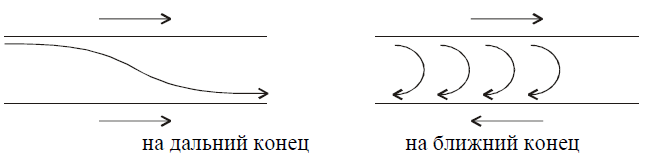 на дальний конец
на ближний конец